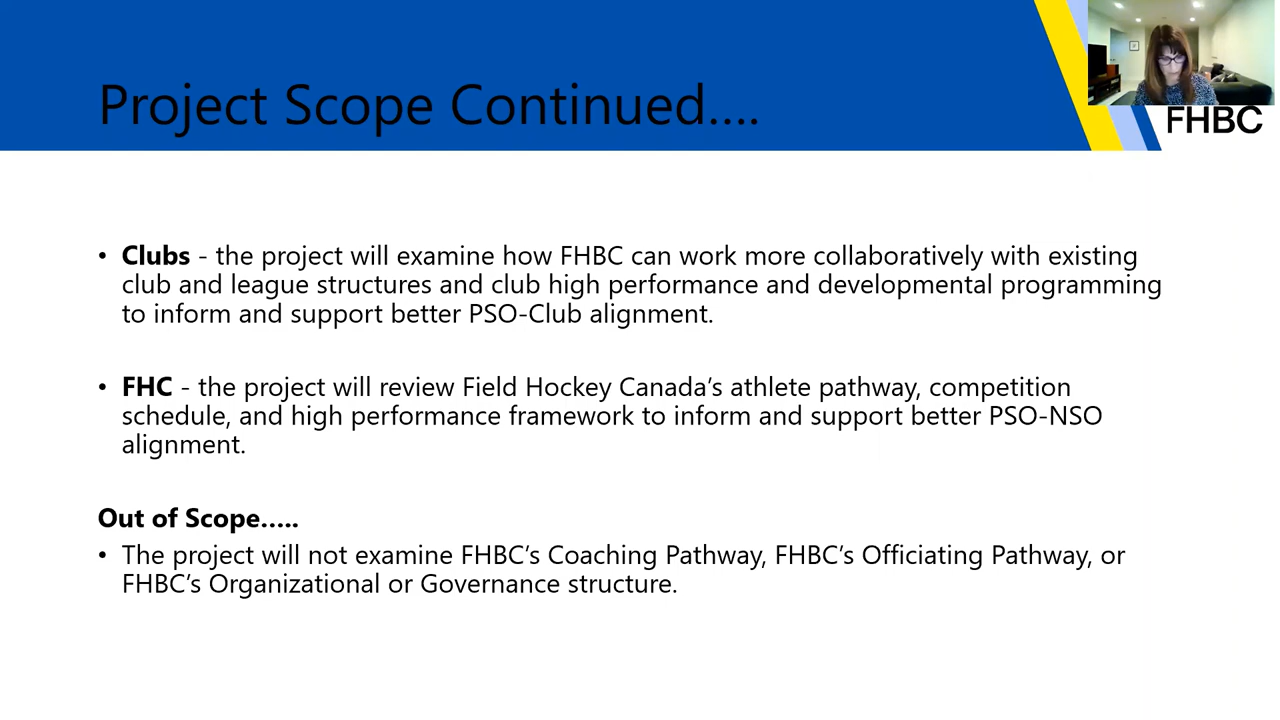 Project Scope Continued….
FHBC
• Clubs - the project will examine how FHBC can work more collaboratively with existing
club and league structures and club high performance and developmental programming
to inform and support better PSO-Club alignment.
• FHC - the project will review Field Hockey Canada’s athlete pathway, competition
schedule, and high performance framework to inform and support better PSO-NSO
alignment.
Out of Scope…..
• The project will not examine FHBC’s Coaching Pathway, FHBC’s Officiating Pathway, or
FHBC’s Organizational or Governance structure.